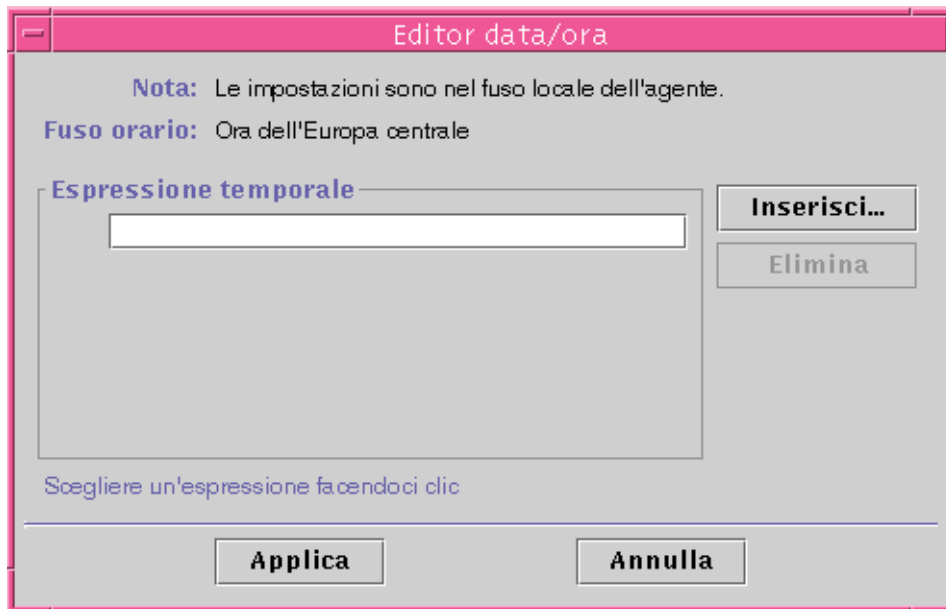 Editor data/ora
Nota: Le impostazioni sono nel fuso locale dell'agente.
Fuso orario: Ora dell'Europa centrale
Espressione temporale
Inserisci...
Elimina
Scegliere un'espressione facendoci clic
Applica Annulla